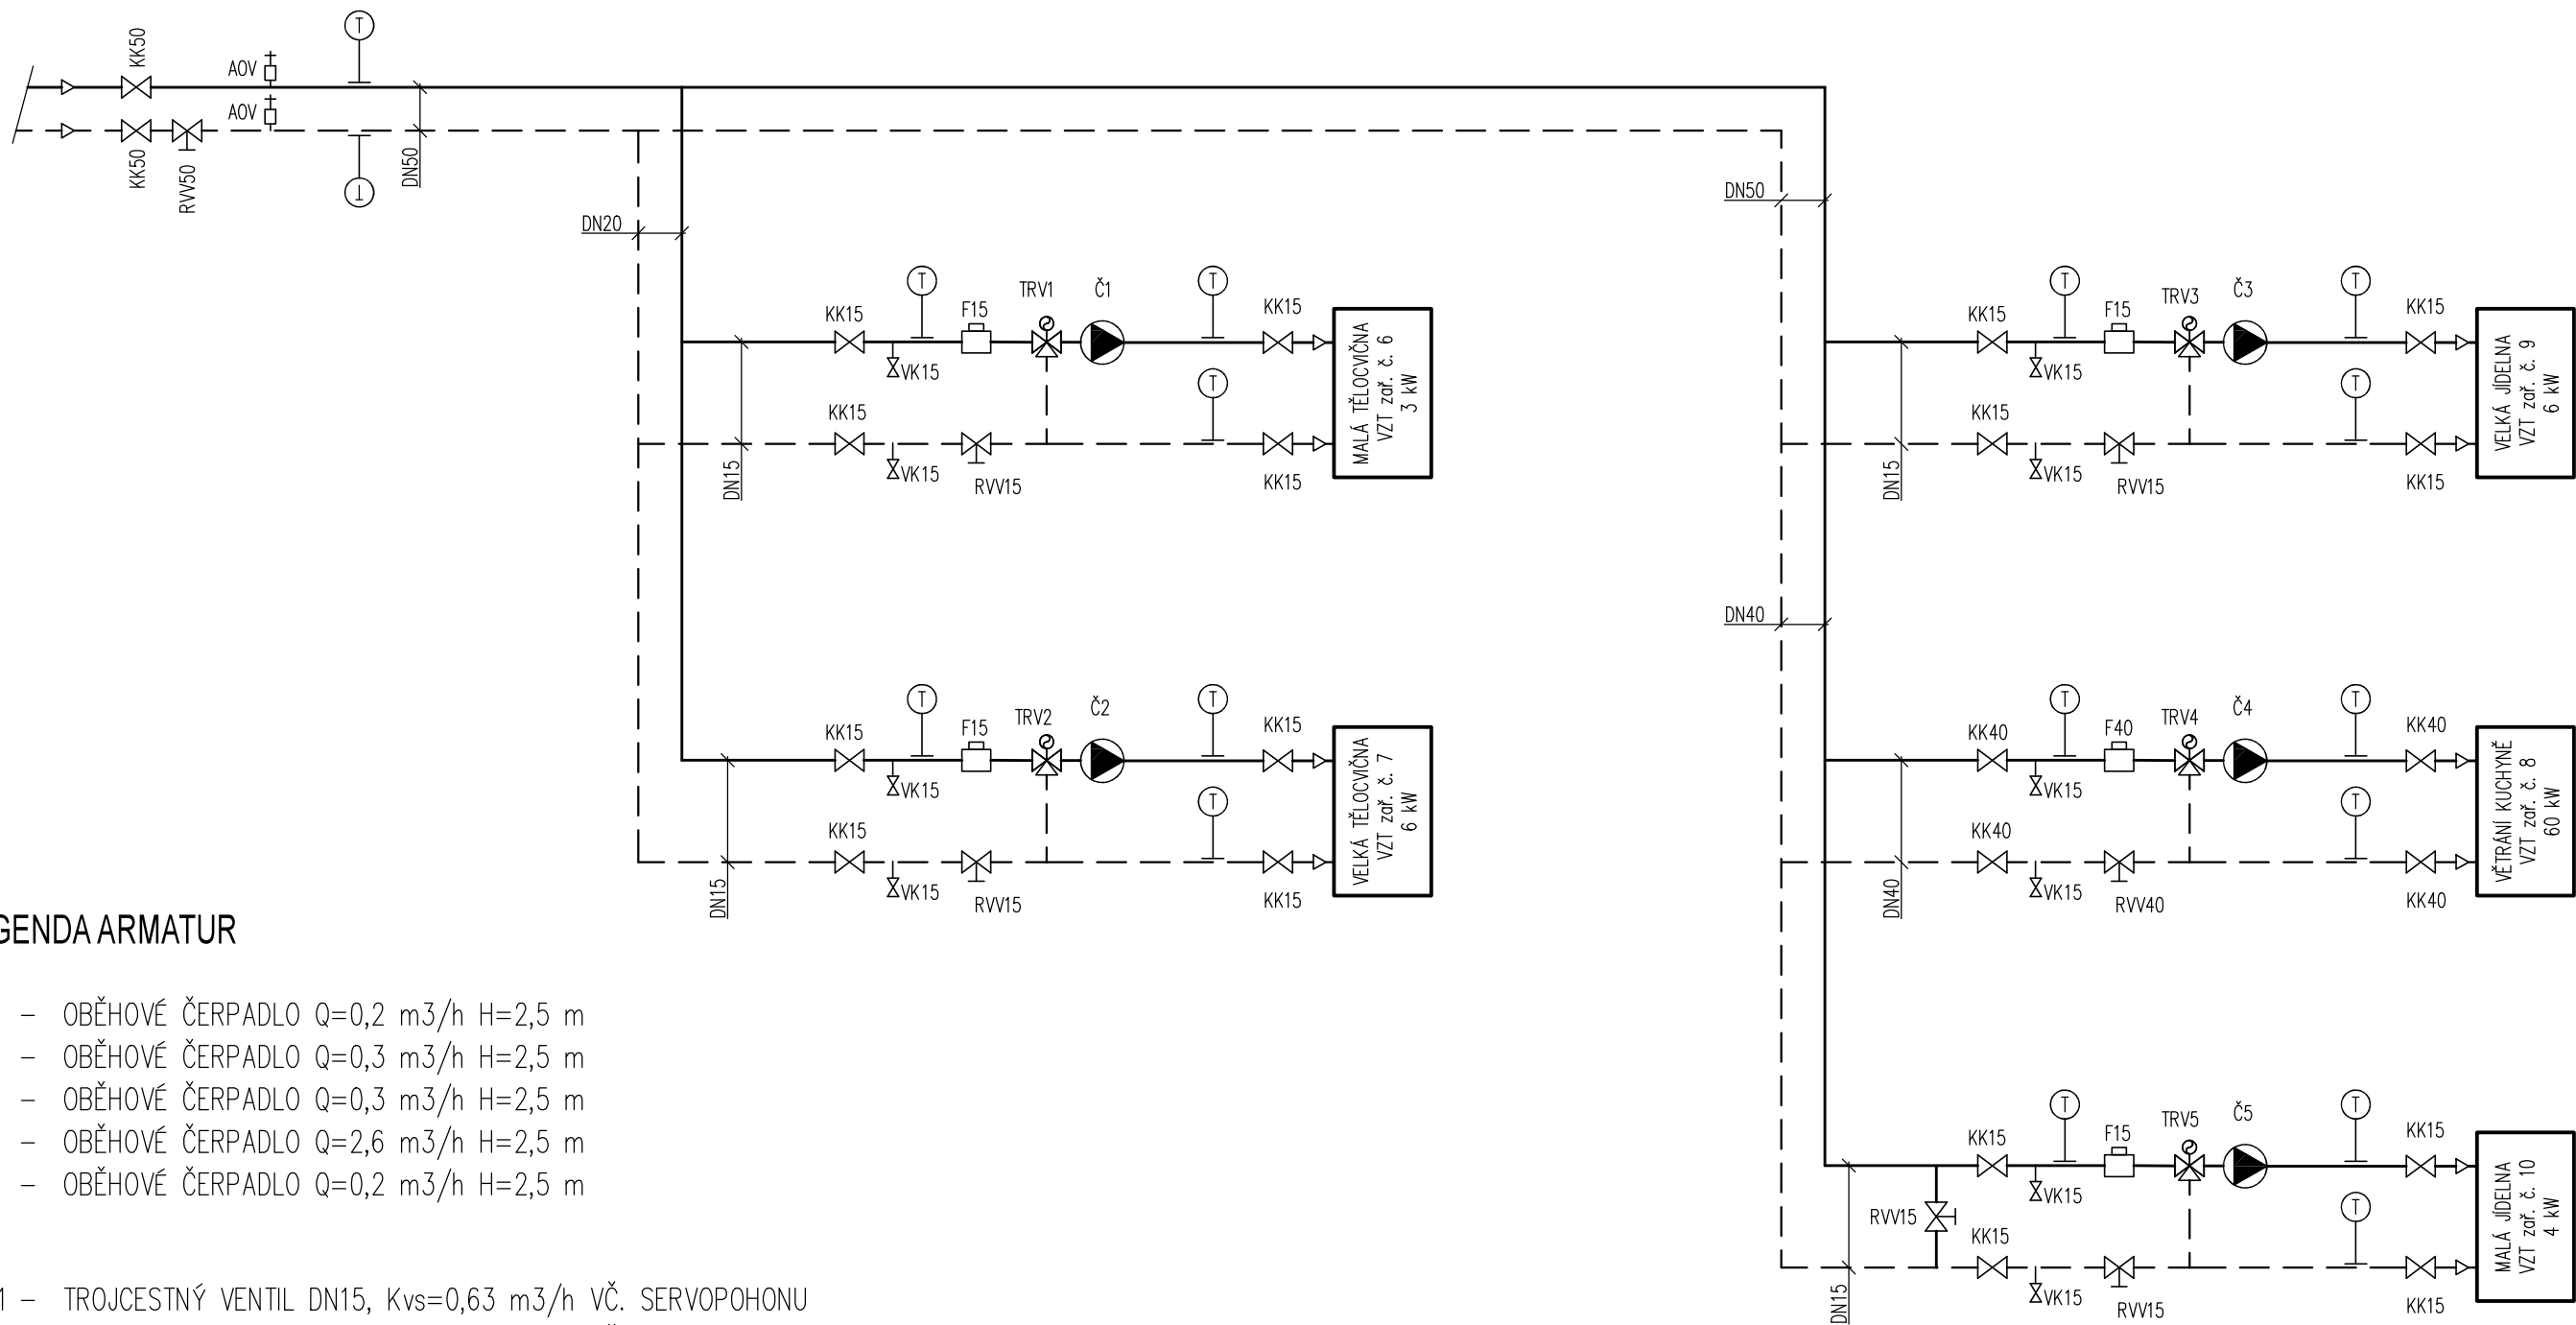 KK50
AOV
T
AOV
KK50
RVV50
T
DN50
DN20
KK15
T
F15
TRV1
Č1
T
KK15
VK15
MALÁ TĚLOCVIČNA
VZT zař. č. 6
3 kW
KK15
VK15
RVV15
T
KK15
DN15
KK15
T
F15
TRV2
Č2
T
KK15
VK15
VELKÁ TĚLOCVIČNA
VZT zař. č. 7
6 kW
KK15
VK15
RVV15
T
KK15
DN15
DN50
KK15
T
F15
TRV3
Č3
T
KK15
VK15
VELKÁ JÍDELNA
VZT zař. č. 9
6 kW
KK15
VK15
RVV15
T
KK15
DN15
DN40
KK40
T
F40
TRV4
Č4
T
KK40
VK15
VĚTRÁNÍ KUCHYNĚ
VZT zař. č. 8
60 kW
KK40
VK15
RVV40
T
KK40
DN40
KK15
T
F15
TRV5
Č5
T
KK15
VK15
RVV15
MALÁ JÍDELNA
VZT zař. č. 10
4 kW
KK15
VK15
RVV15
T
KK15
DN15
GENDA ARMATUR
– OBĚHOVÉ ČERPADLO Q=0,2 m3/h H=2,5 m
– OBĚHOVÉ ČERPADLO Q=0,3 m3/h H=2,5 m
– OBĚHOVÉ ČERPADLO Q=0,3 m3/h H=2,5 m
– OBĚHOVÉ ČERPADLO Q=2,6 m3/h H=2,5 m
– OBĚHOVÉ ČERPADLO Q=0,2 m3/h H=2,5 m
1 – TROJCESTNÝ VENTIL DN15, Kvs=0,63 m3/h VČ. SERVOPOHONU